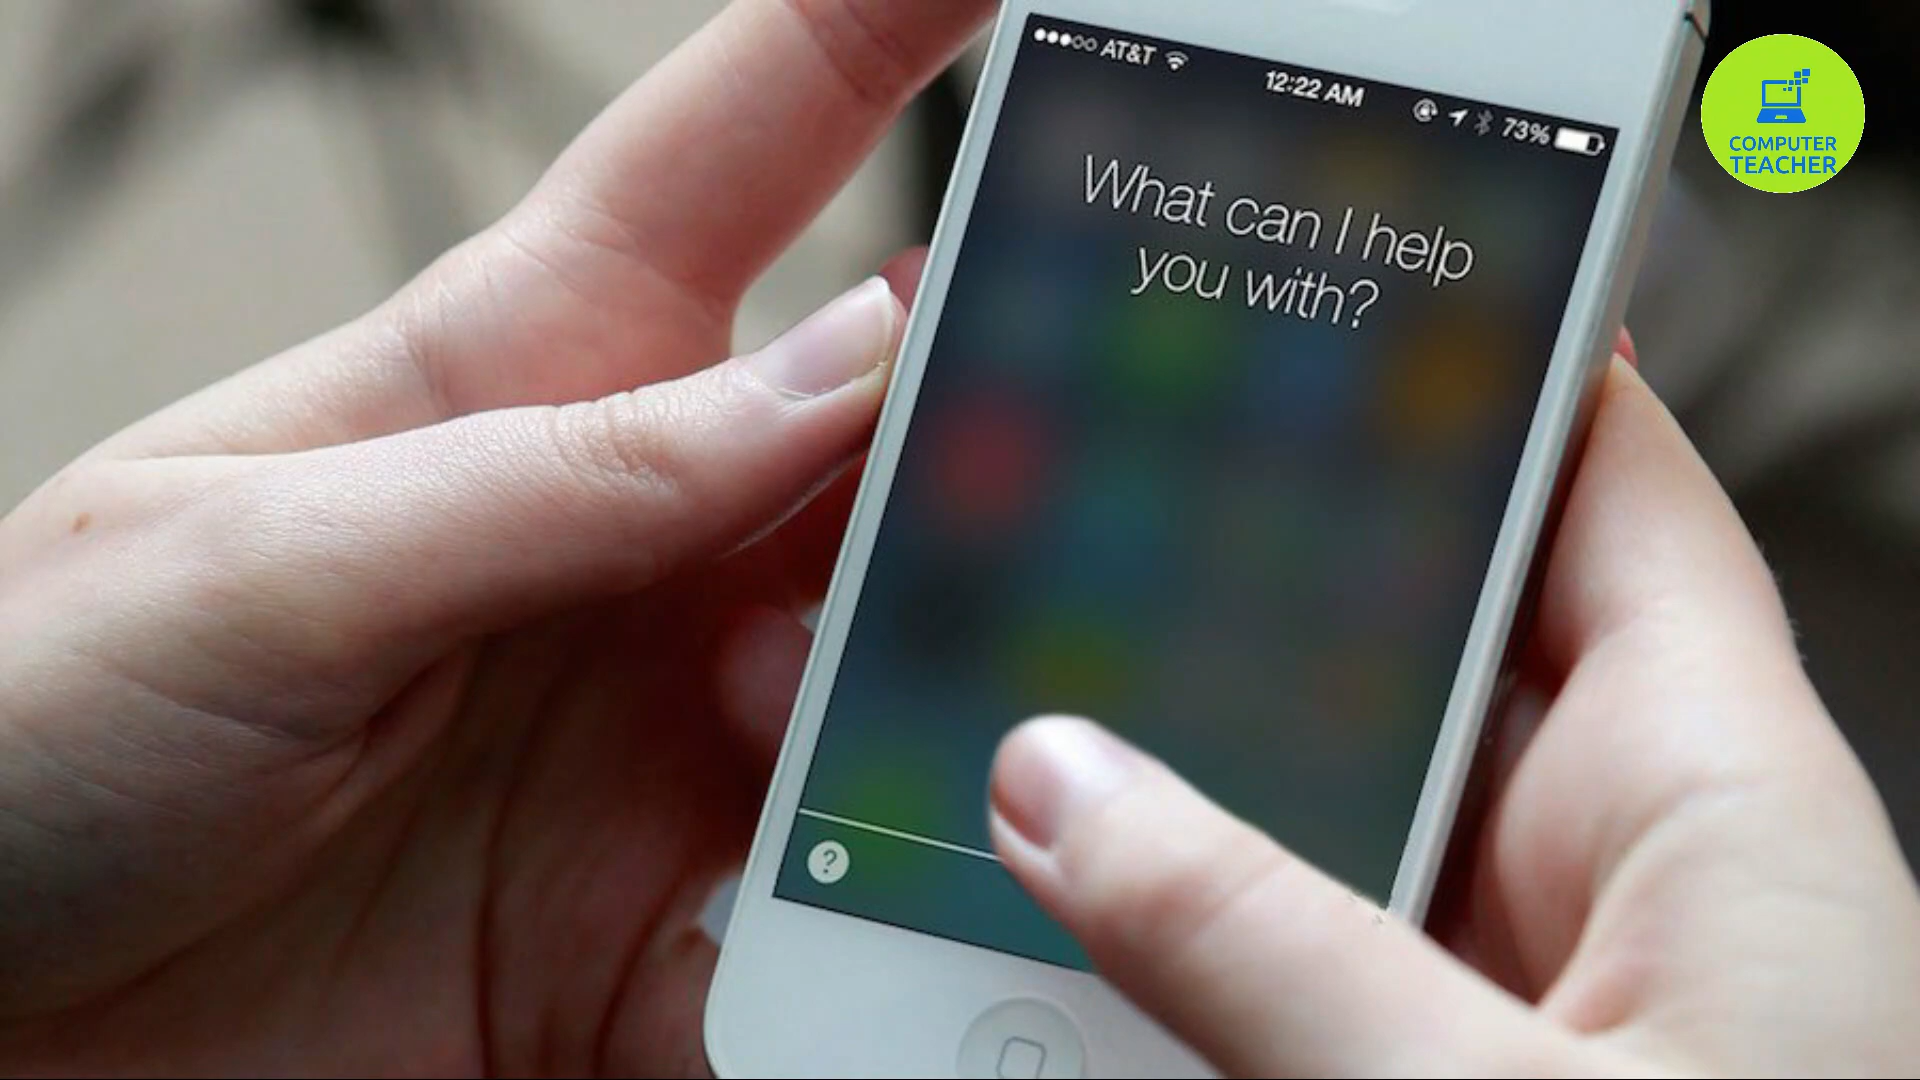 AT&T
12:22 AM
73%
What can I help
you with?
?
COMPUTER
TEACHER